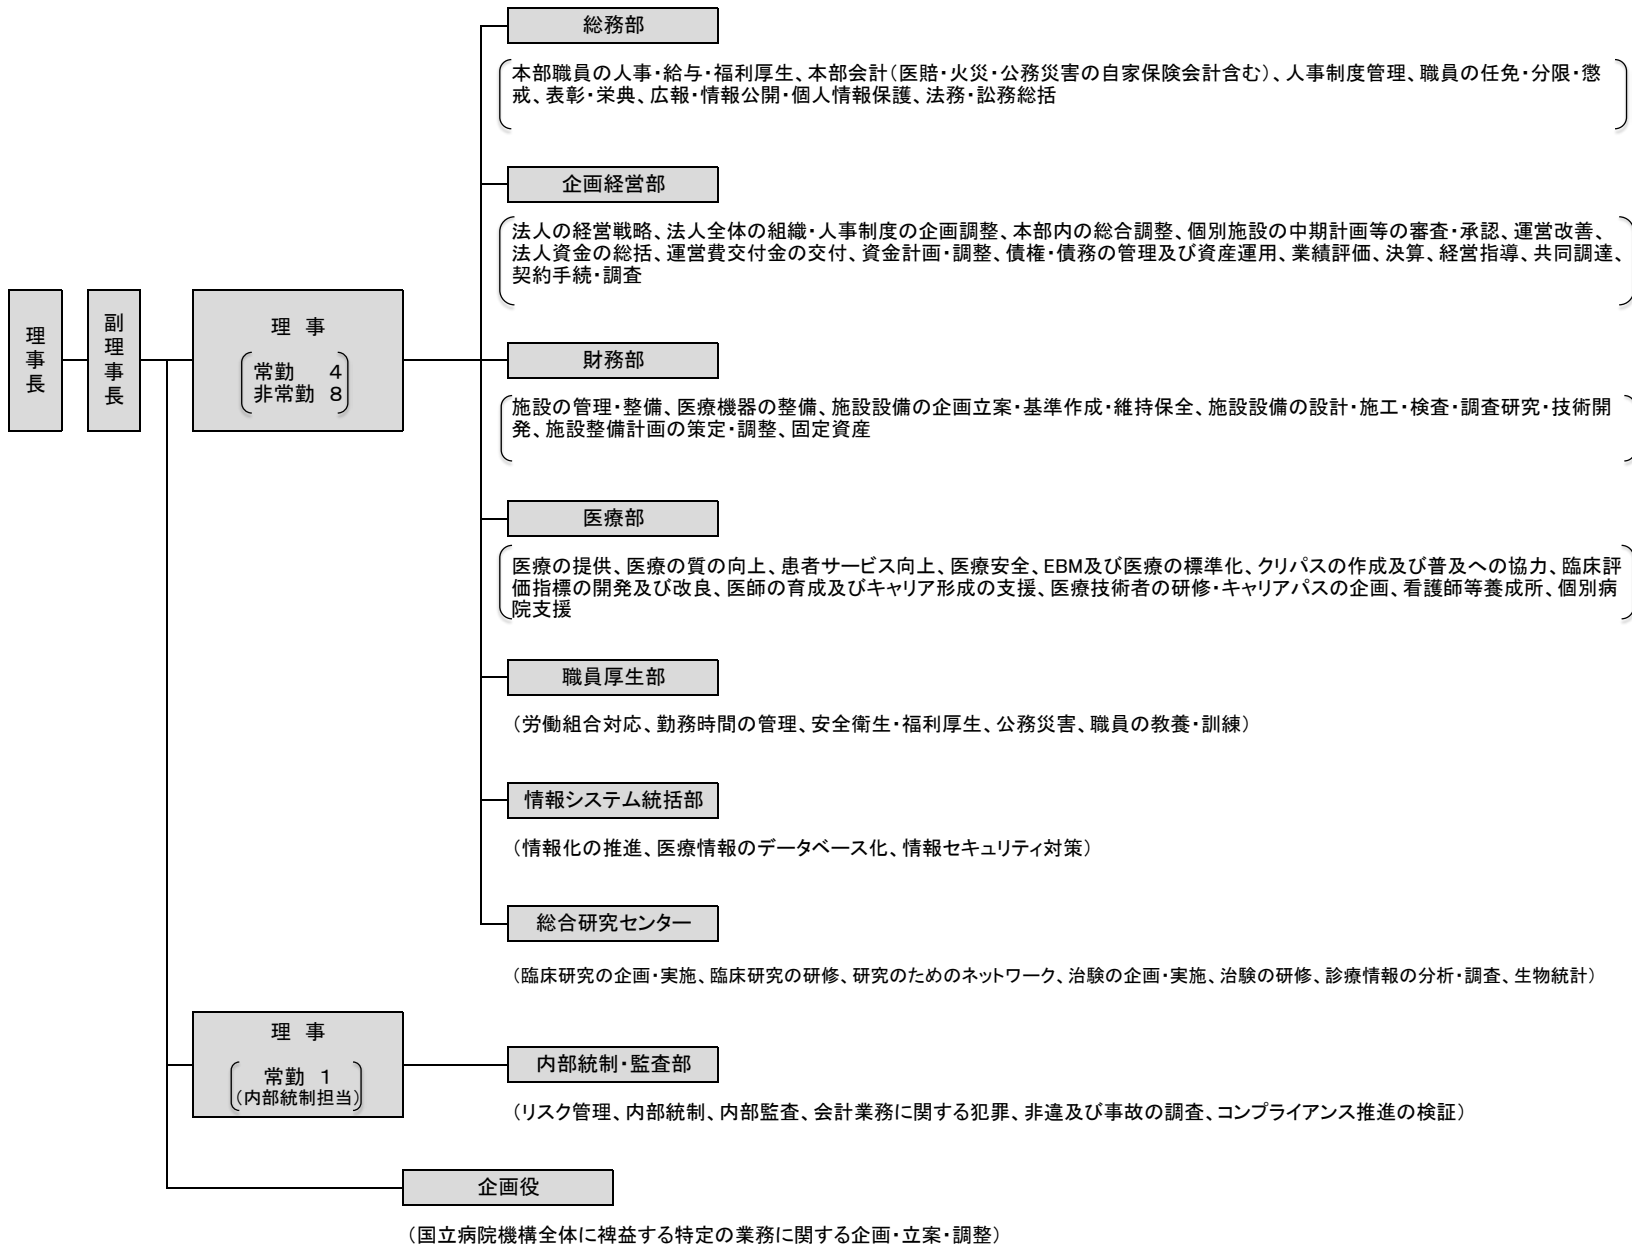 総務部
本部職員の人事・給与・福利厚生、本部会計（医賠・火災・公務災害の自家保険会計含む）、人事制度管理、職員の任免・分限・懲
戒、表彰・栄典、広報・情報公開・個人情報保護、法務・訟務総括
企画経営部
法人の経営戦略、法人全体の組織・人事制度の企画調整、本部内の総合調整、個別施設の中期計画等の審査・承認、運営改善、
法人資金の総括、運営費交付金の交付、資金計画・調整、債権・債務の管理及び資産運用、業績評価、決算、経営指導、共同調達、
契約手続・調査
理事長
副理事長
理 事
常勤 4
非常勤 8
財務部
施設の管理・整備、医療機器の整備、施設設備の企画立案・基準作成・維持保全、施設設備の設計・施工・検査・調査研究・技術開
発、施設整備計画の策定・調整、固定資産
医療部
医療の提供、医療の質の向上、患者サービス向上、医療安全、EBM及び医療の標準化、クリパスの作成及び普及への協力、臨床評
価指標の開発及び改良、医師の育成及びキャリア形成の支援、医療技術者の研修・キャリアパスの企画、看護師等養成所、個別病
院支援
職員厚生部
（労働組合対応、勤務時間の管理、安全衛生・福利厚生、公務災害、職員の教養・訓練）
情報システム統括部
（情報化の推進、医療情報のデータベース化、情報セキュリティ対策）
総合研究センター
（臨床研究の企画・実施、臨床研究の研修、研究のためのネットワーク、治験の企画・実施、治験の研修、診療情報の分析・調査、生物統計）
理 事
常勤 1
（内部統制担当）
内部統制・監査部
（リスク管理、内部統制、内部監査、会計業務に関する犯罪、非違及び事故の調査、コンプライアンス推進の検証）
企画役
（国立病院機構全体に裨益する特定の業務に関する企画・立案・調整）